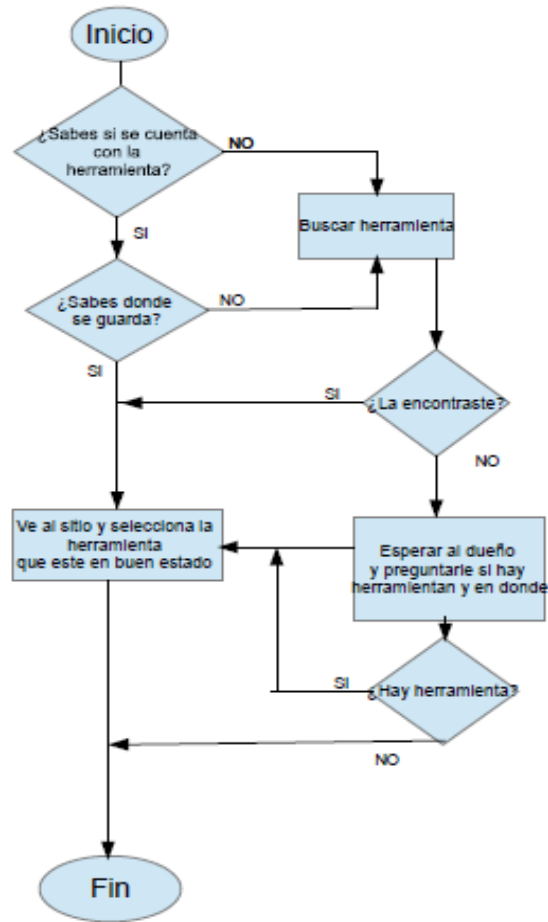 Inicio
¿Sabes si se cuenta
con la
herramienta?
NO
Buscar herramienta
SI
¿Sabes donde
se guarda?
NO
SI
SI
¿La encontraste?
NO
Ve al sitio y selecciona la
herramienta
que este en buen estado
Esperar al dueño
y preguntarle si hay
herramientan y en donde
SI
¿Hay herramienta?
NO
Fin